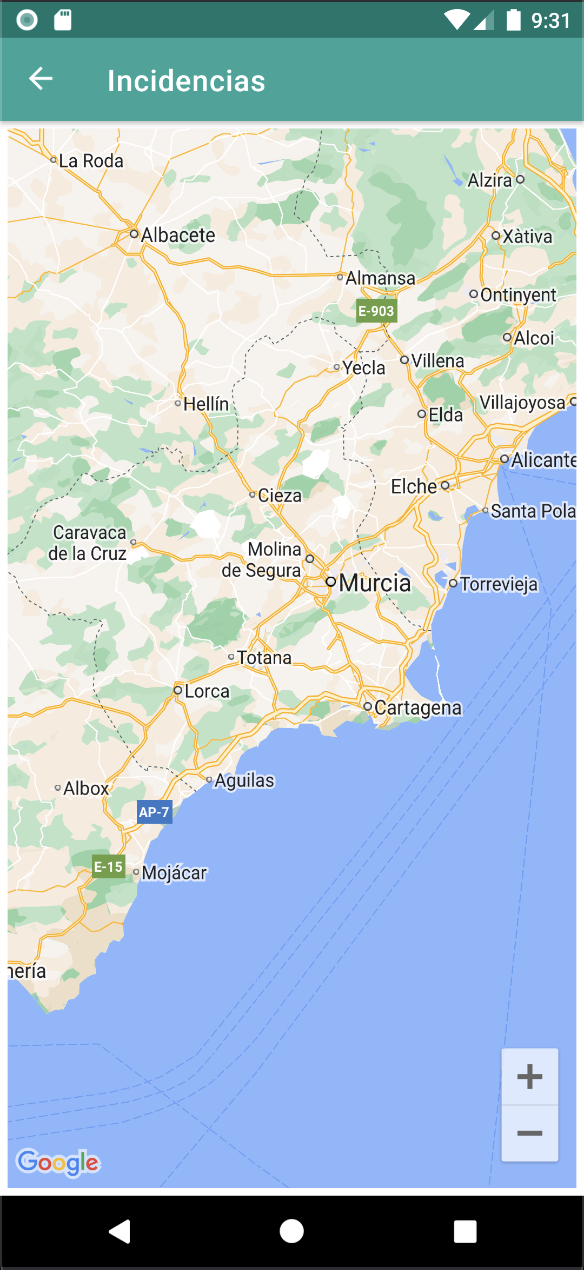 9:31
Incidencias
La Roda
Alzira
Albacete
Xàtiva
Almansa
Ontinyent
E-903
Alcoi
Yecla
Villena
Hellín
Villajoyosa
Elda
Alicante
Elche
Cieza
Santa Pola
Caravaca
de la Cruz
Molina
de Segura
Murcia
Torrevieja
Totana
Lorca
Cartagena
Aguilas
Albox
AP-7
E-15
Mojácar
nería
Google